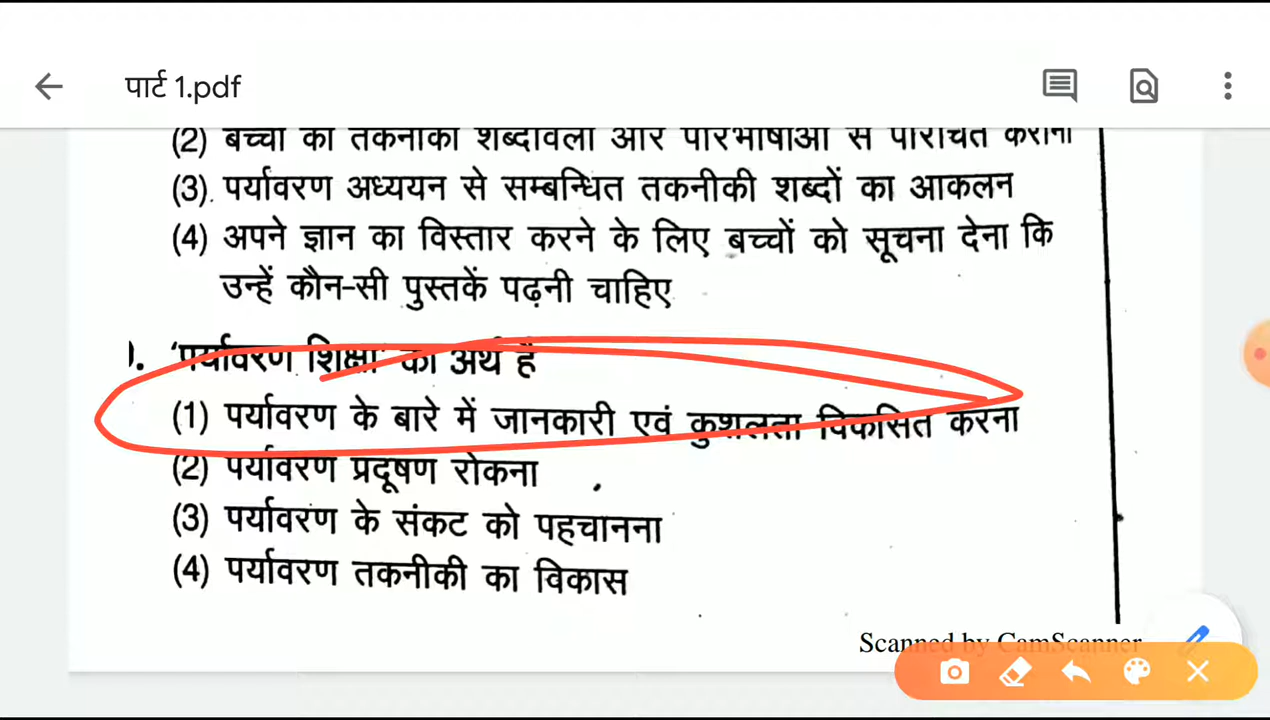 पार्ट 1.pdf
(2) बच्चों को तकनीकी शब्दावली और परिभाषाओं से परिचित कराना
(3) पर्यावरण अध्ययन से सम्बन्धित तकनीकी शब्दों का आकलन
(4) अपने ज्ञान का विस्तार करने के लिए बच्चों को सूचना देना कि
उन्हें कौन-सी पुस्तकें पढ़नी चाहिए
'पर्यावरण शिक्षा' का अर्थ है
(1) पर्यावरण के बारे में जानकारी एवं कुशलता विकसित करना
(2) पर्यावरण प्रदूषण रोकना
(3) पर्यावरण के संकट को पहचानना
(4) पर्यावरण तकनीकी का विकास
Scanned by CamScanner